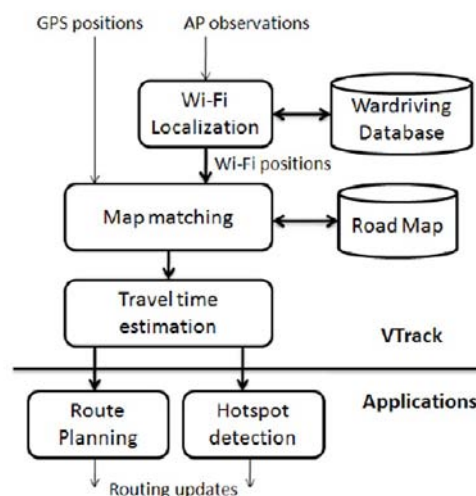 GPS positions
AP observations
Wi-Fi
Localization
Wardriving
Database
Wi-Fi positions
Map matching
Road Map
Travel time
estimation
VTrack
Applications
Route
Planning
Hotspot
detection
Routing updates